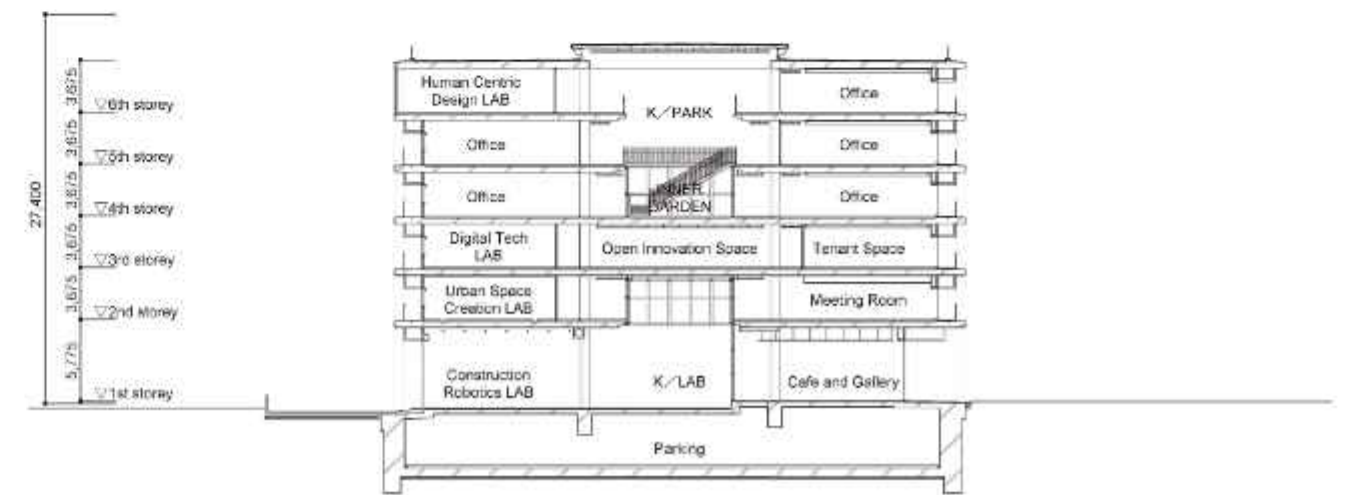 27,400
3,675
▽6th storey
3,675
▽5th storey
3,675
▽4th storey
3,675
▽3rd storey
3,675
▽2nd storey
5,775
▽1st storey
Human Centric
Design LAB
K／PARK
Office
Office
Office
Office
INNER
GARDEN
Office
Digital Tech
LAB
Open Innovation Space
Tenant Space
Urban Space
Creation LAB
Meeting Room
Construction
Robotics LAB
K／LAB
Cafe and Gallery
Parking